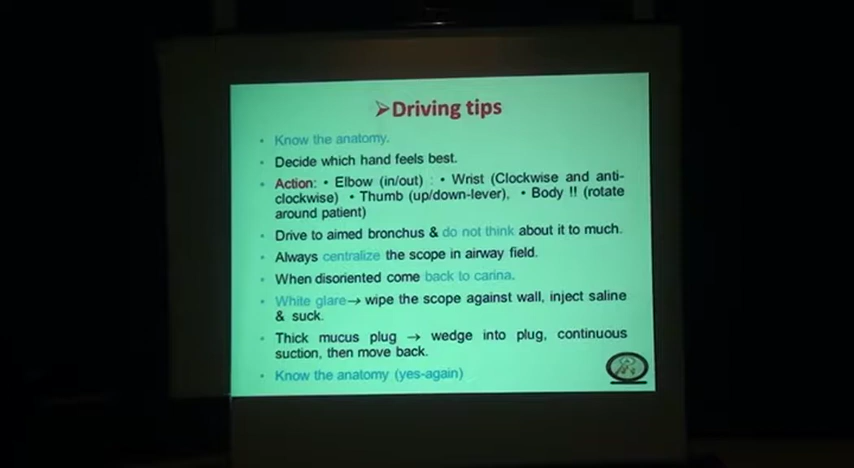 ➢Driving tips
• Know the anatomy.
• Decide which hand feels best.
• Action: • Elbow (in/out) : • Wrist (Clockwise and anti-
clockwise) • Thumb (up/down-lever), • Body !! (rotate
around patient)
• Drive to aimed bronchus & do not think about it to much.
• Always centralize the scope in airway field.
• When disoriented come back to carina.
• White glare→ wipe the scope against wall, inject saline
& suck.
• Thick mucus plug → wedge into plug, continuous
suction, then move back.
• Know the anatomy (yes-again)